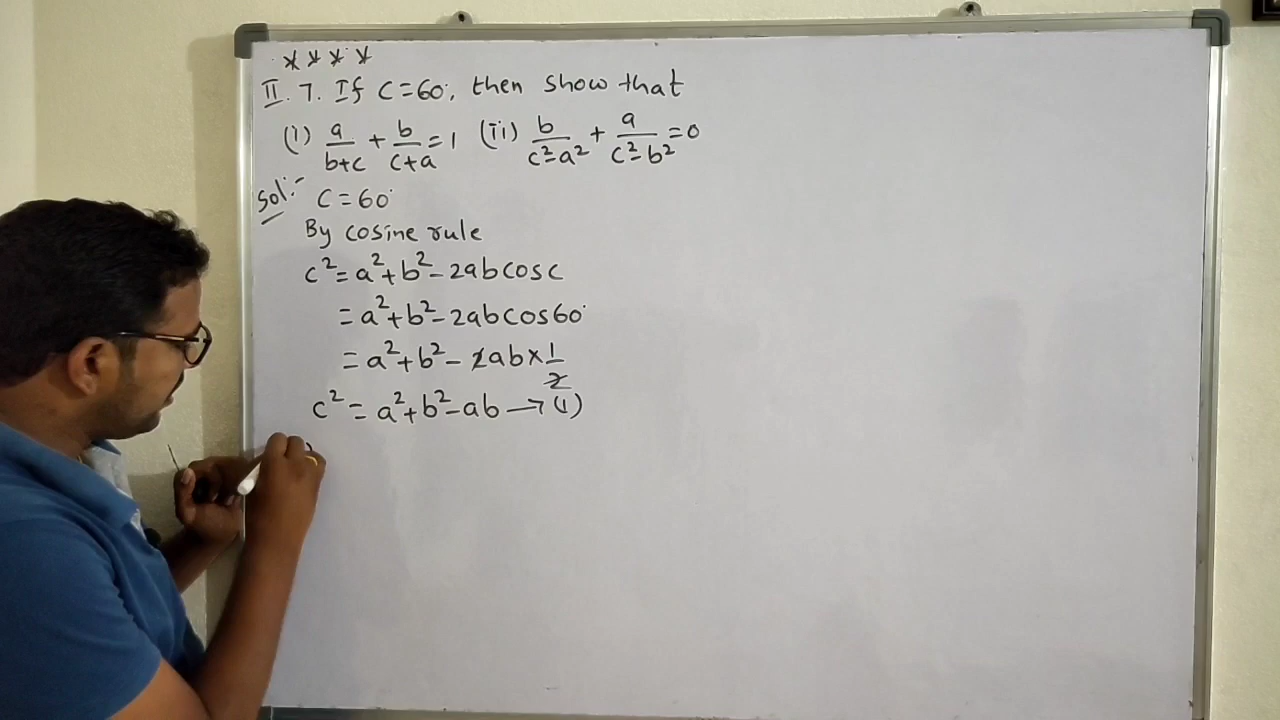 ****
II. 7. If C = 60°, then show that
(i) a/(b+c) + b/(c+a) = 1 (ii) b/(c²-a²) + a/(c²-b²) = 0
Sol:- C = 60°
By cosine rule
c² = a² + b² - 2ab cos C
= a² + b² - 2ab cos 60°
= a² + b² - 2ab × 1/2
c² = a² + b² - ab → (1)